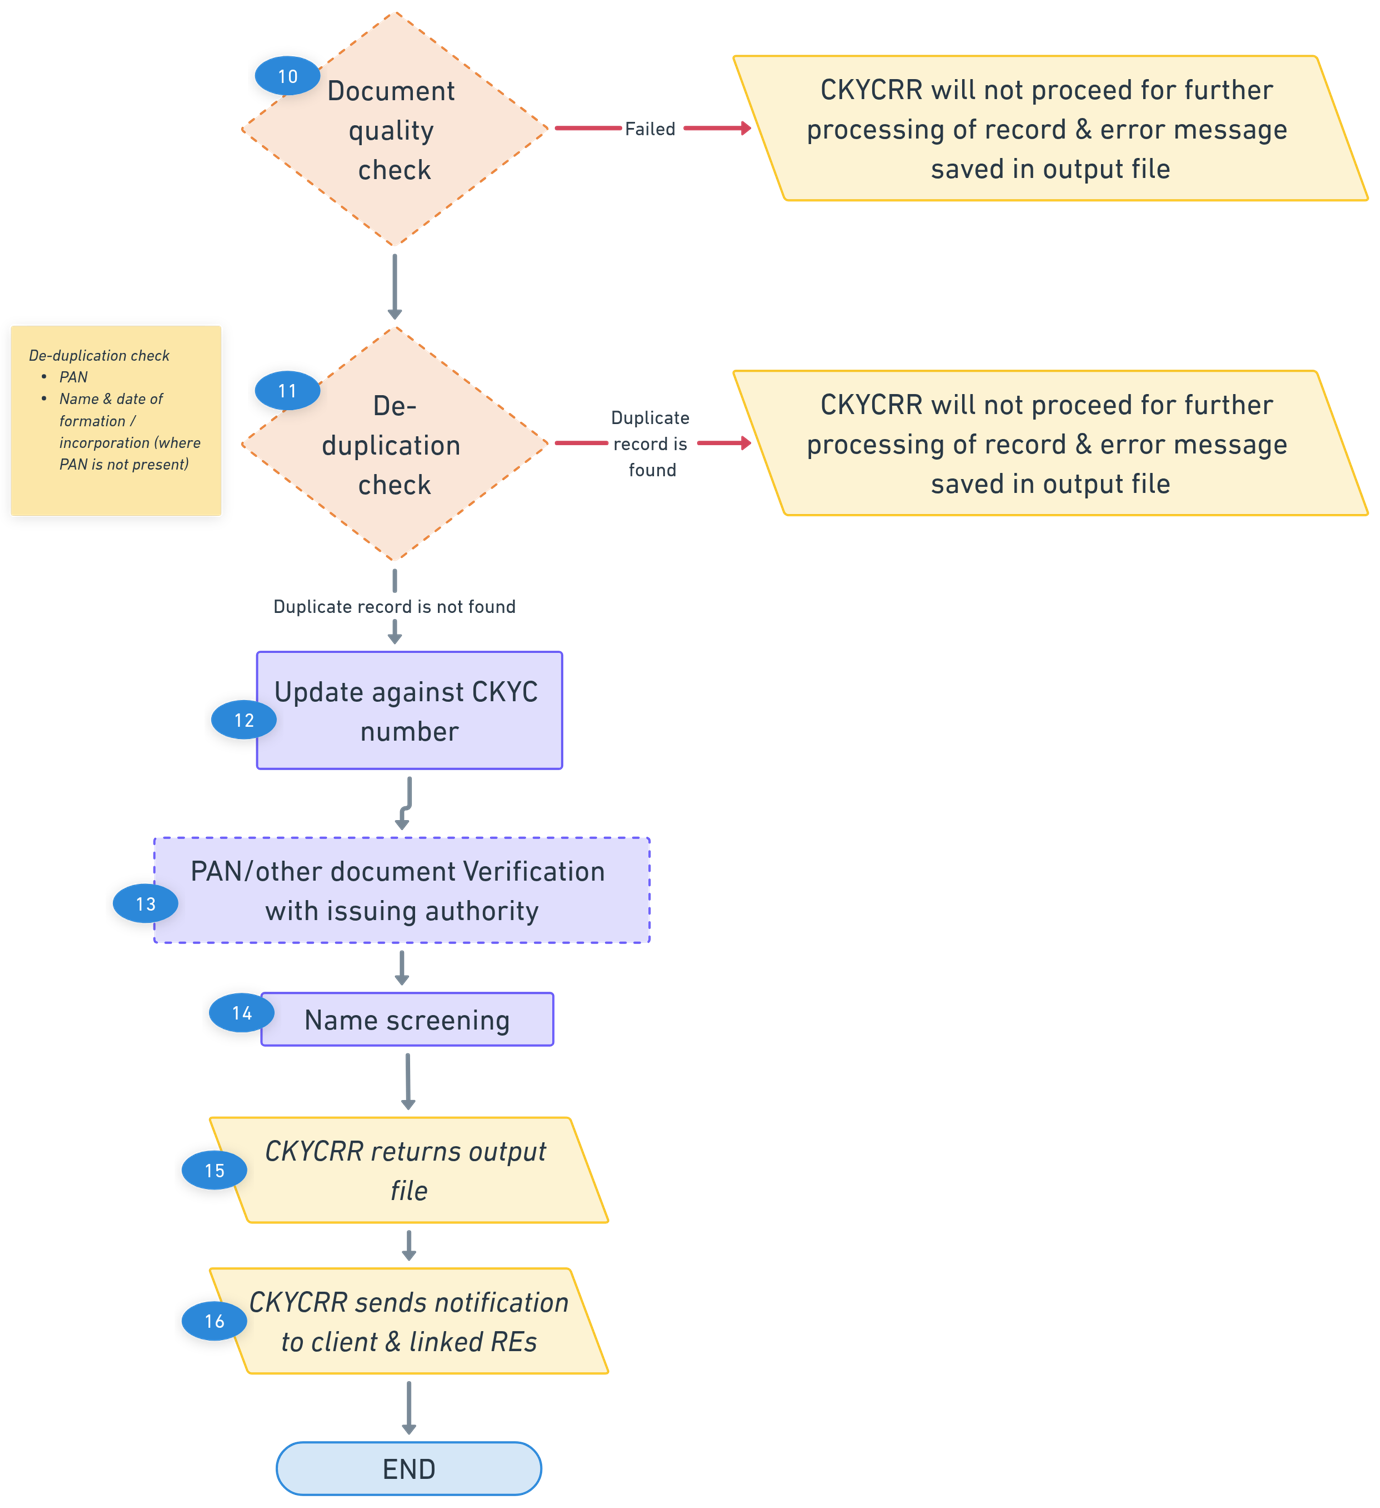 10
Document
quality
check
Failed
CKYCRR will not proceed for further
processing of record & error message
saved in output file
De-duplication check
• PAN
• Name & date of
formation /
incorporation (where
PAN is not present)
11
De-
duplication
check
Duplicate
record is
found
CKYCRR will not proceed for further
processing of record & error message
saved in output file
Duplicate record is not found
12
Update against CKYC
number
13
PAN/other document Verification
with issuing authority
14
Name screening
15
CKYCRR returns output
file
16
CKYCRR sends notification
to client & linked REs
END